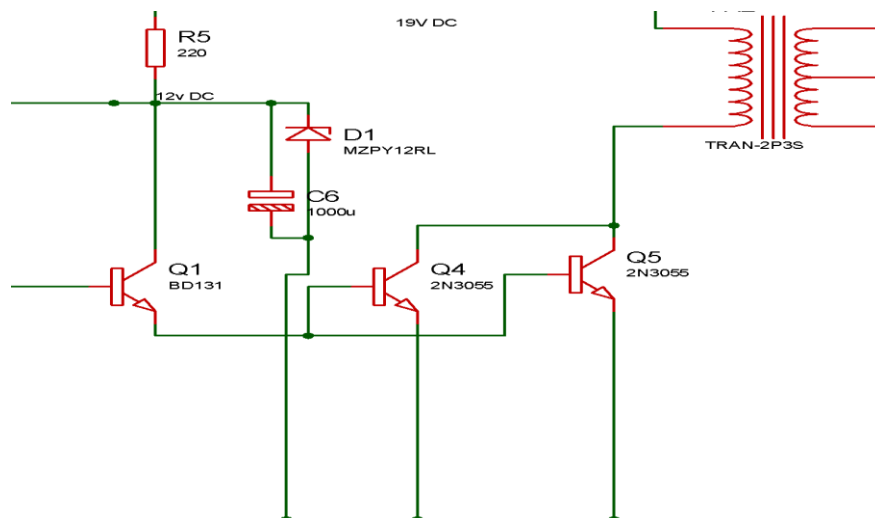 19V DC
R5
220
12v DC
D1
MZPY12RL
TRAN-2P3S
C6
1000u
Q1
BD131
Q4
2N3055
Q5
2N3055